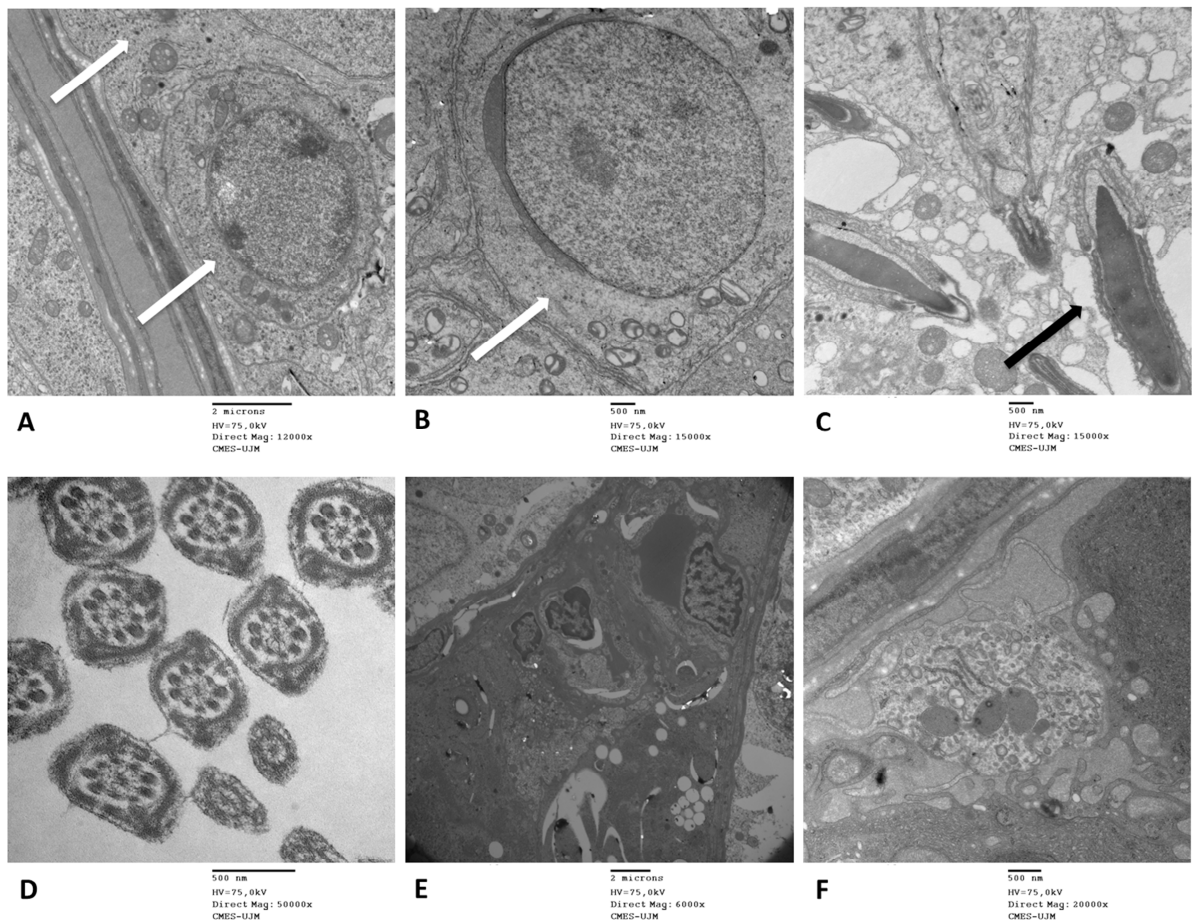 A
2 microns
HV=75,0kV
Direct Mag: 12000x
CMES-UJM
B
500 nm
HV=75,0kV
Direct Mag: 15000x
CMES-UJM
C
500 nm
HV=75,0kV
Direct Mag: 15000x
CMES-UJM
D
500 nm
HV=75,0kV
Direct Mag: 50000x
CMES-UJM
E
2 microns
HV=75,0kV
Direct Mag: 6000x
CMES-UJM
F
500 nm
HV=75,0kV
Direct Mag: 20000x
CMES-UJM